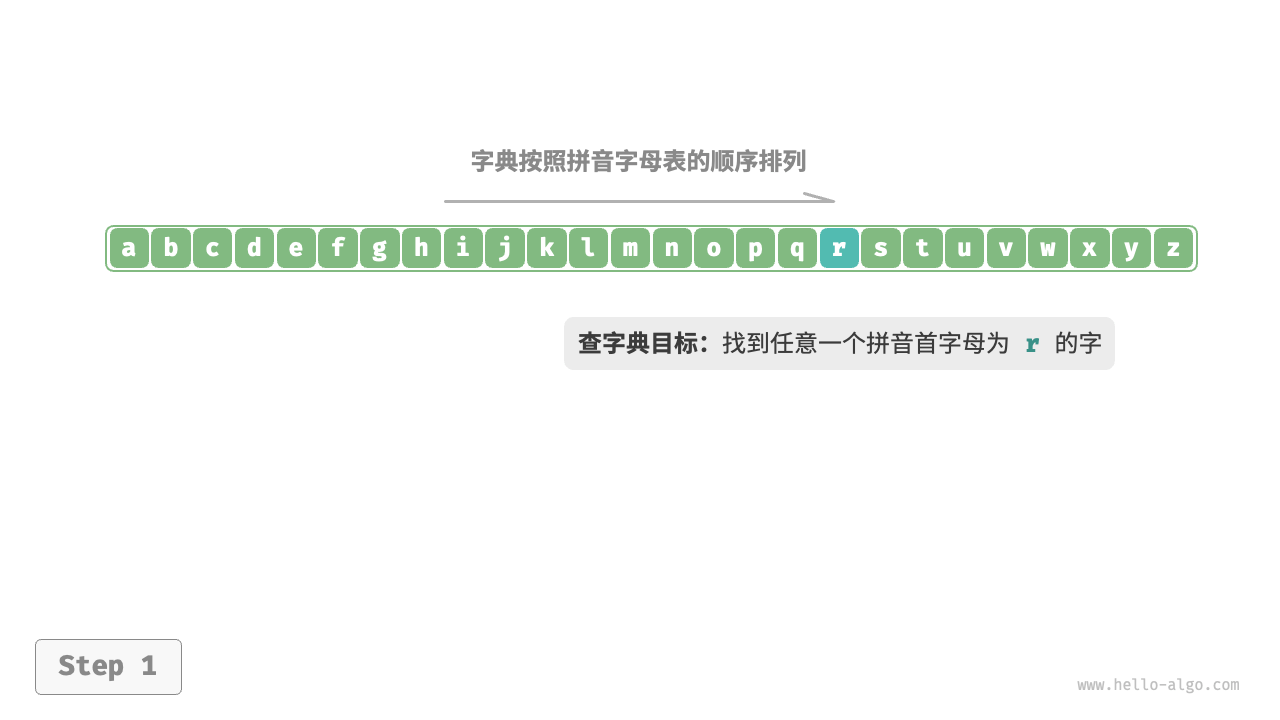 字典按照拼音字母表的顺序排列
a b c d e f g h i j k l m n o p q r s t u v w x y z
查字典目标：找到任意一个拼音首字母为 r 的字
Step 1
www.hello-algo.com